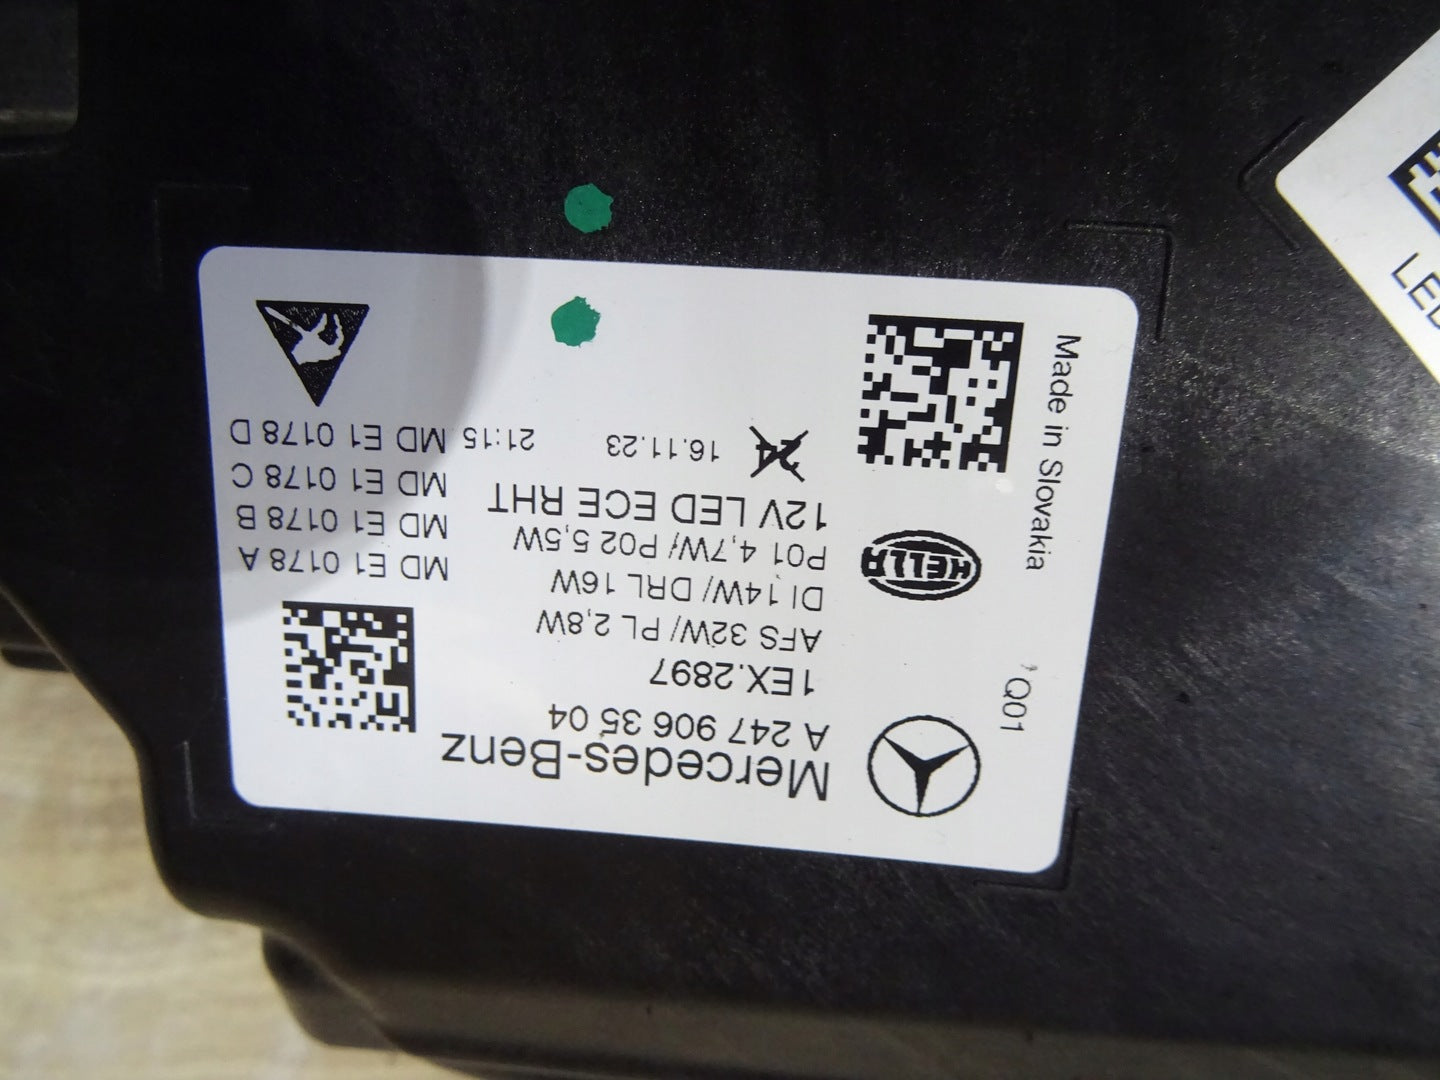 Mercedes-Benz
A 247 906 35 04
1EX.2897
AFS 32W/ PL 2,8W
DI 14W/ DRL 16W
P01 4,7W/ P02 5,5W
12V LED ECE RHT
16.11.23 21:15
MD E1 0178 A
MD E1 0178 B
MD E1 0178 C
MD E1 0178 D
HELLA
Made in Slovakia
Q01
LED